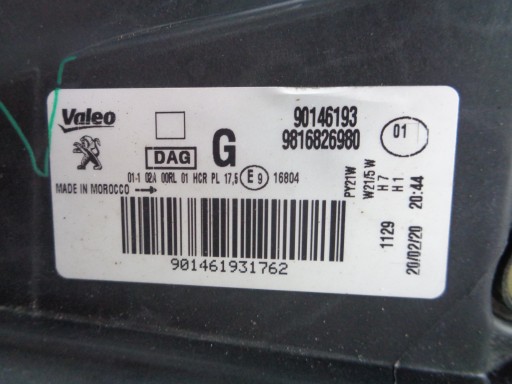 Valeo
90146193
9816826980
01
DAG
G
01-1 02A 00RL 01 HCR PL 17,5 E9 16804
MADE IN MOROCCO
901461931762
PY21W
W21/5W
H7
H1
1129
20/02/20 20:44